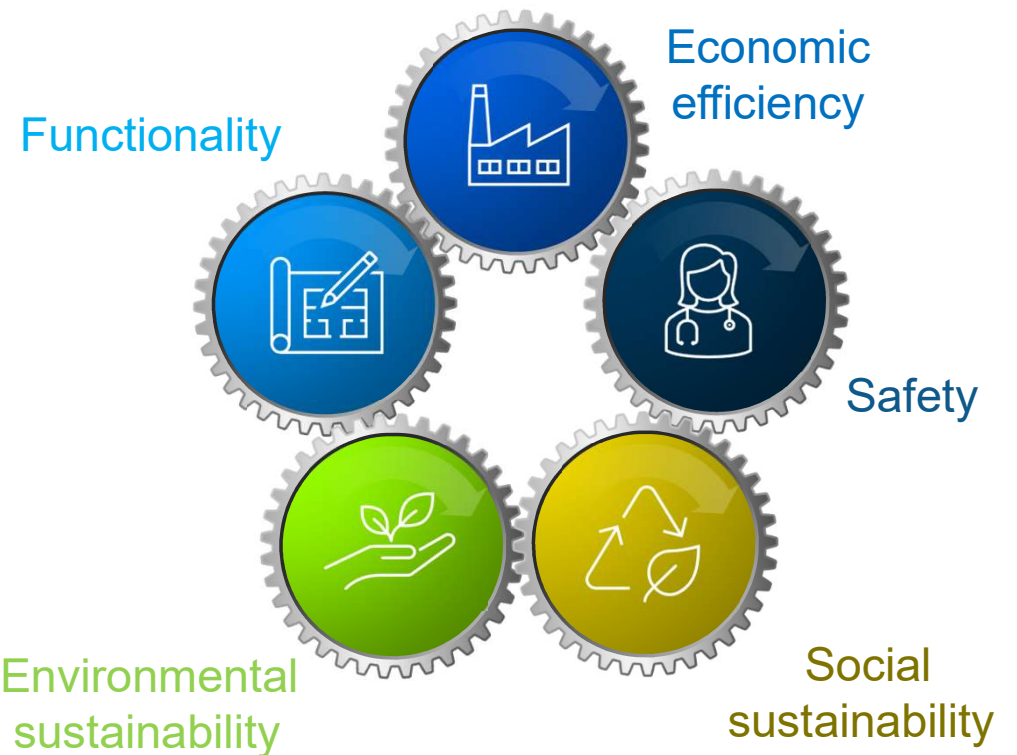 Economic
efficiency
Functionality
Safety
Environmental
sustainability
Social
sustainability